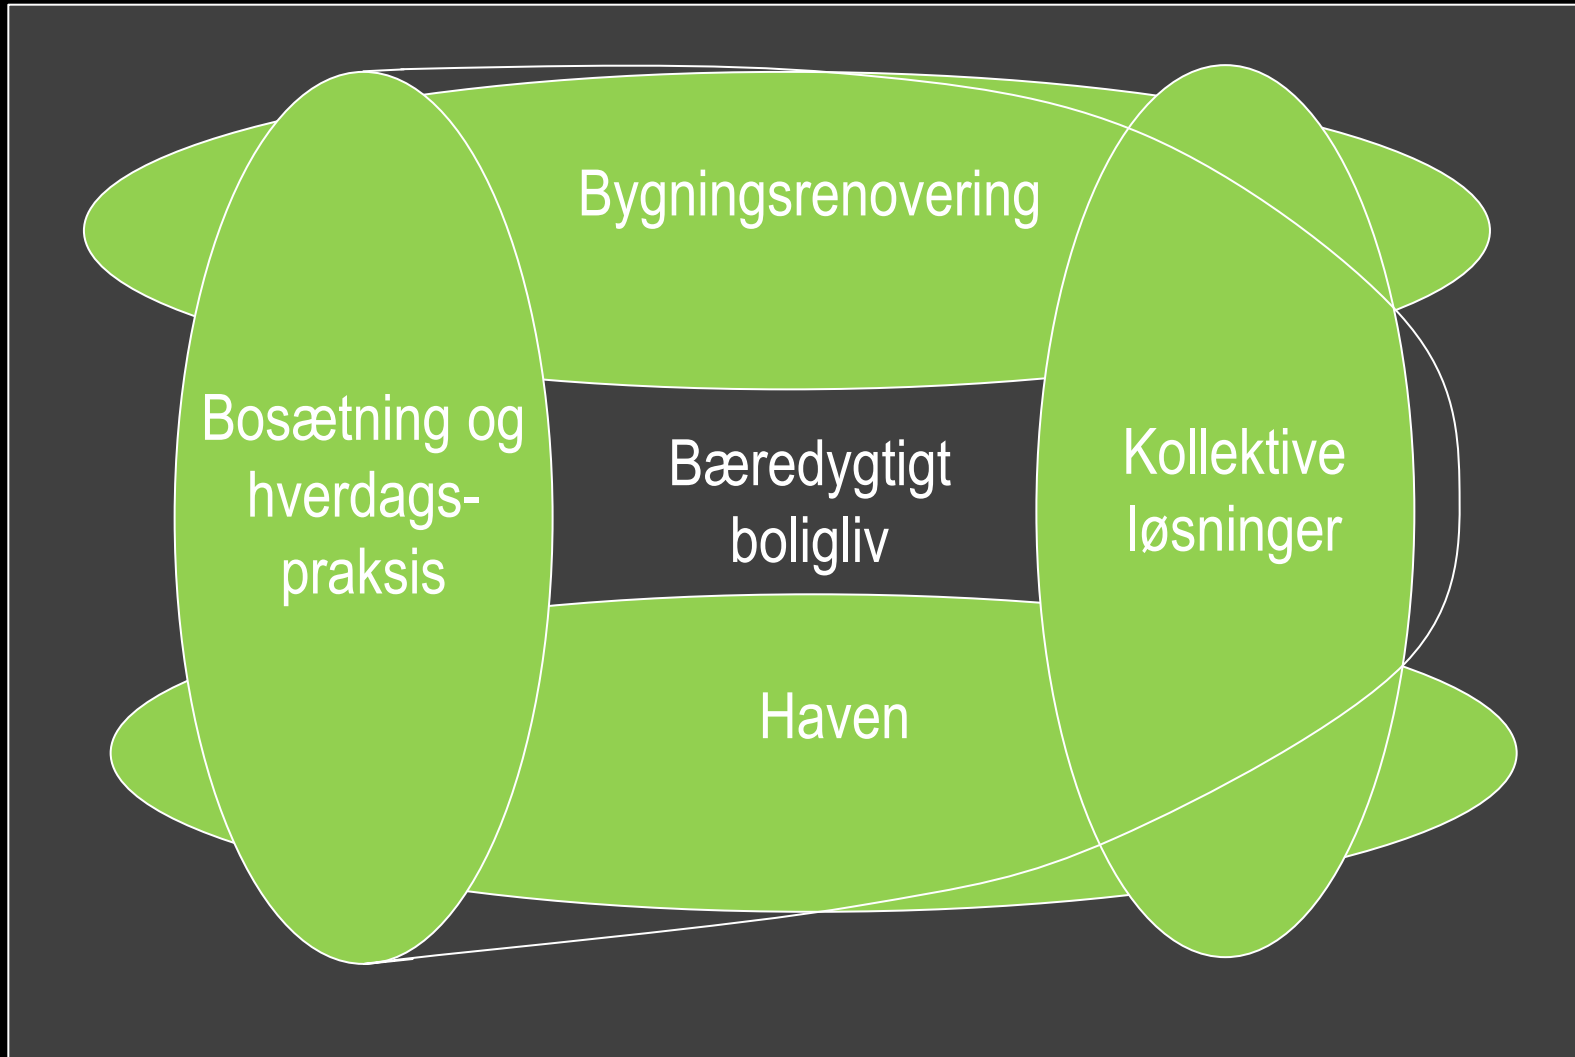 Bygningsrenovering
Bosætning og
hverdags-
praksis
Bæredygtigt
boligliv
Kollektive
løsninger
Haven